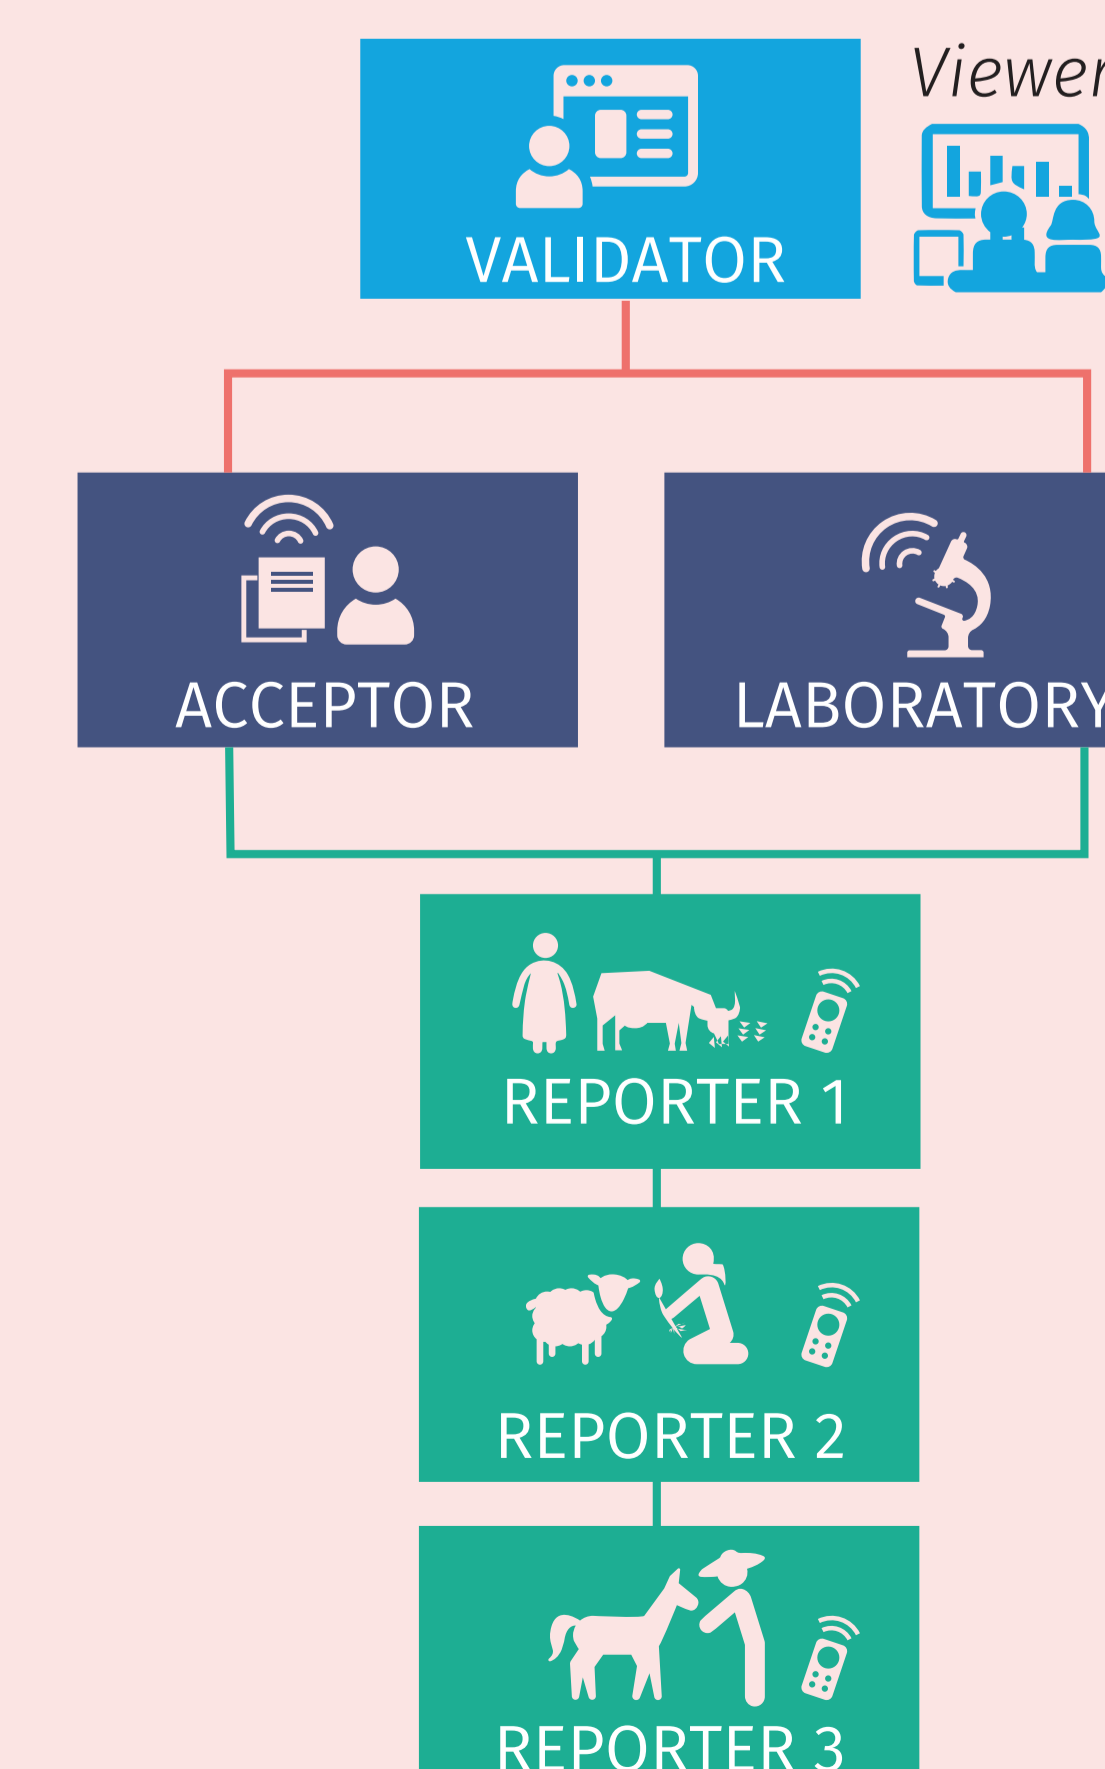 VALIDATOR
Viewer
ACCEPTOR
LABORATORY
REPORTER 1
REPORTER 2
REPORTER 3